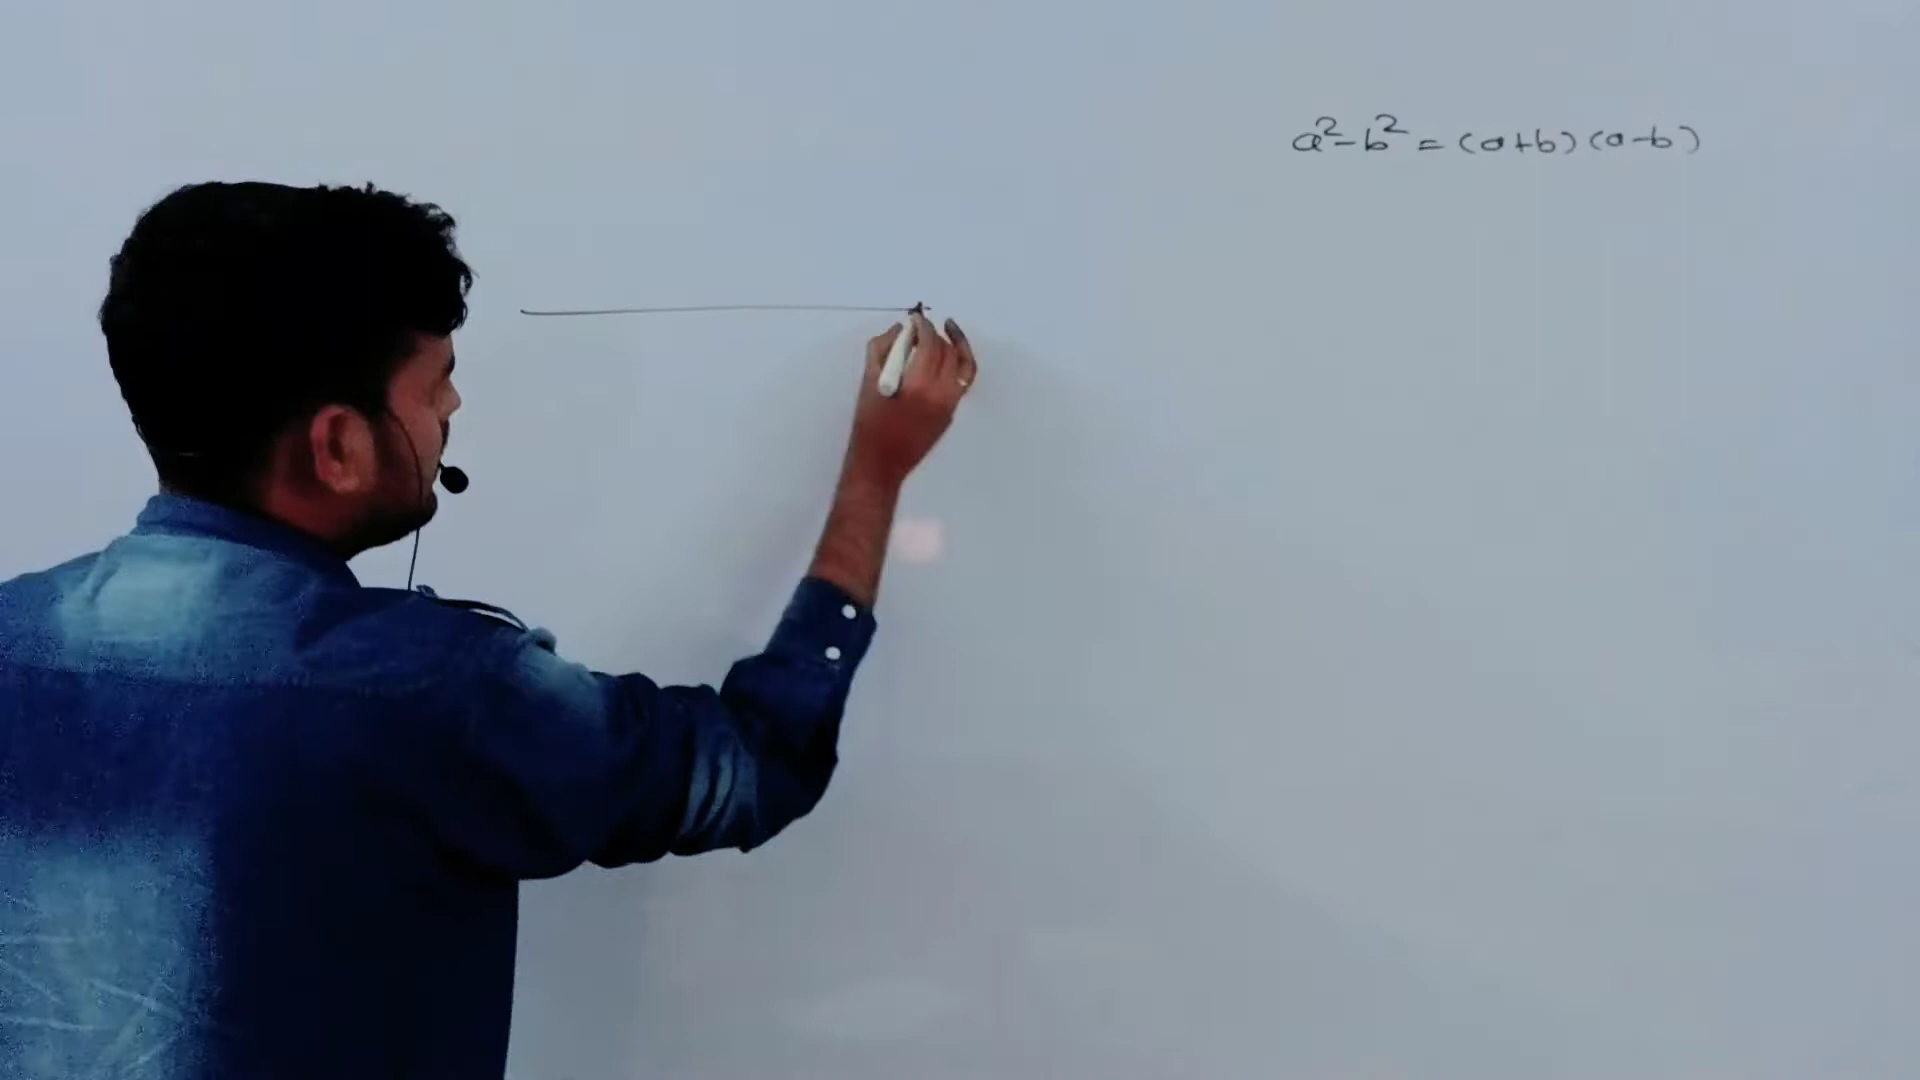 a²-b² = (a+b)(a-b)